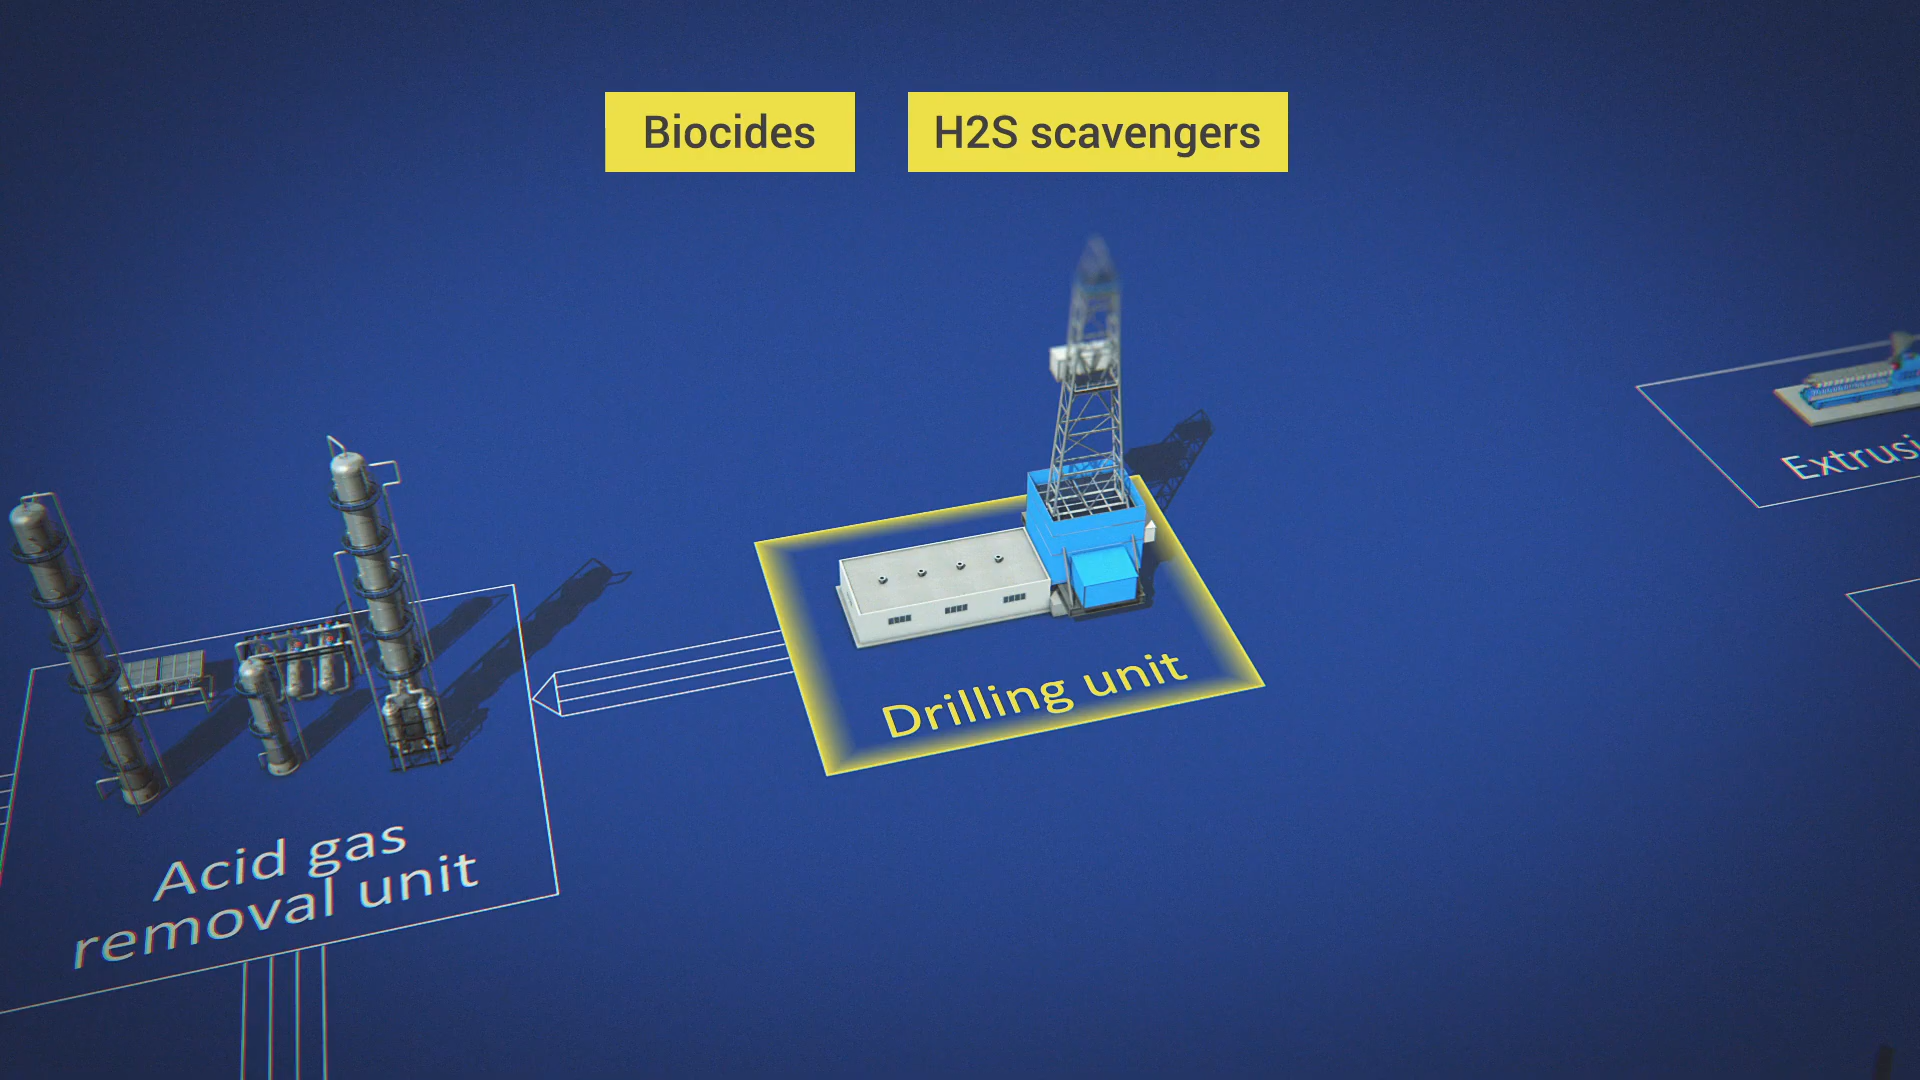 Biocides
H2S scavengers
Drilling unit
Acid gas
removal unit